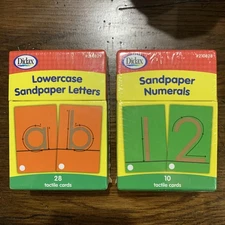 Didax
Lowercase
Sandpaper Letters
a b
28
tactile cards
Didax
Sandpaper
Numerals
1 2
10
tactile cards